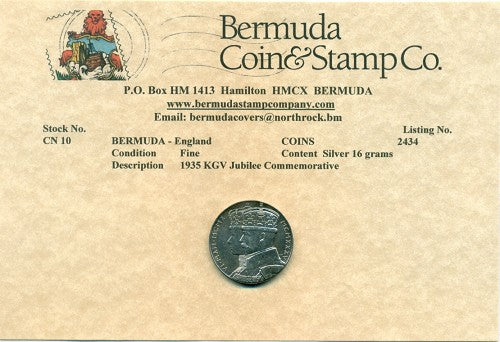 Bermuda
Coin&Stamp Co.
P.O. Box HM 1413 Hamilton HMCX BERMUDA
www.bermudastampcompany.com
Email: bermudacovers@northrock.bm
Stock No. Listing No.
CN 10 BERMUDA - England COINS 2434
Condition Fine Content Silver 16 grams
Description 1935 KGV Jubilee Commemorative